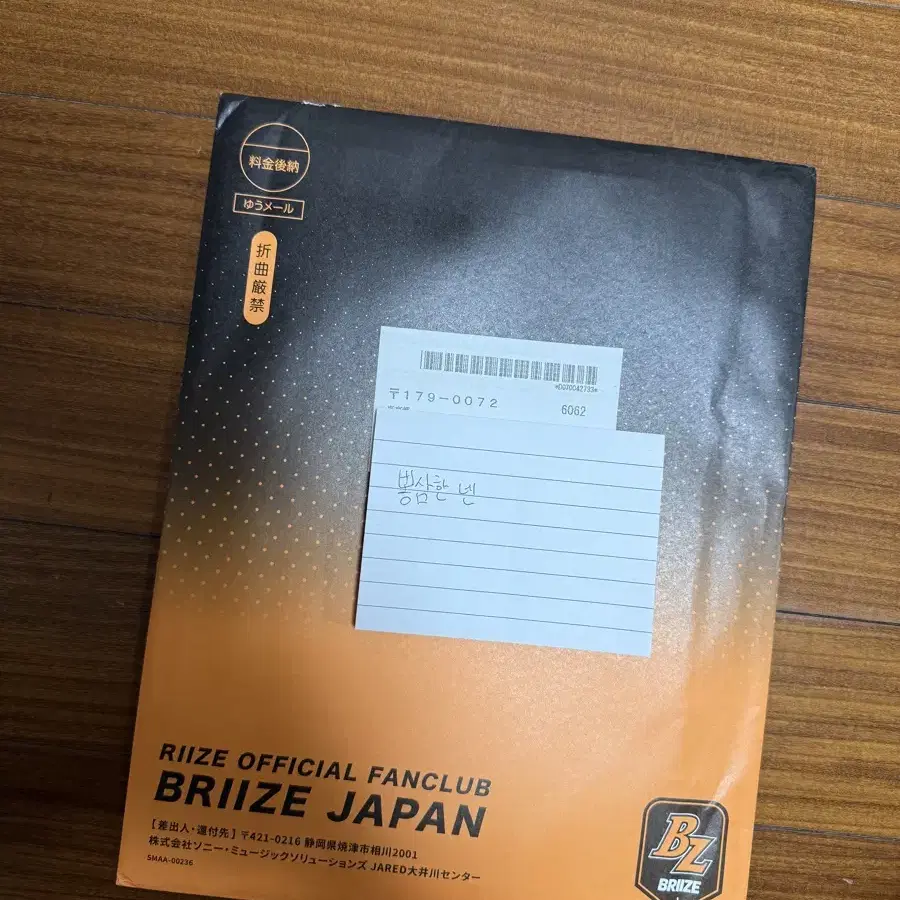 料金後納
ゆうメール
折曲厳禁
〒179-0072
6062
봉삼한 넨
RIIZE OFFICIAL FANCLUB
BRIIZE JAPAN
[差出人・還付先] 〒421-0216 静岡県焼津市相川2001
株式会社ソニー・ミュージックソリューションズ JARED大井川センター
SMAA-00236
BZ
BRIIZE